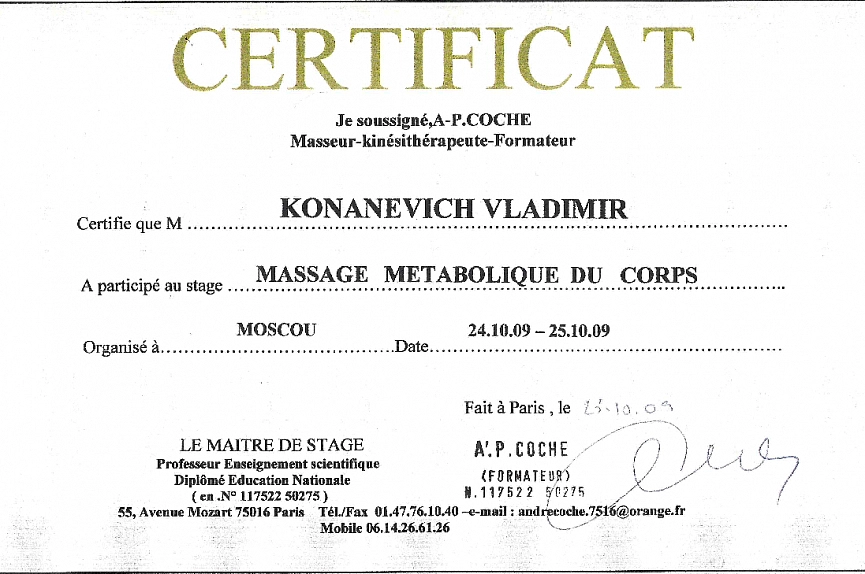 CERTIFICAT
Je soussigné,A-P.COCHE
Masseur-kinésithérapeute-Formateur
Certifie que M ........ KONANEVICH VLADIMIR ........
A participé au stage ........ MASSAGE METABOLIQUE DU CORPS ........
Organisé à........ MOSCOU ........Date........ 24.10.09 – 25.10.09 ........
Fait à Paris , le 25.10.09
LE MAITRE DE STAGE
Professeur Enseignement scientifique
Diplômé Education Nationale
( en .N° 117522 50275 )
A'.P.COCHE
(FORMATEUR)
N.117522 50275
55, Avenue Mozart 75016 Paris Tél./Fax 01.47.76.10.40 –e-mail : andrecoche.7516@orange.fr
Mobile 06.14.26.61.26